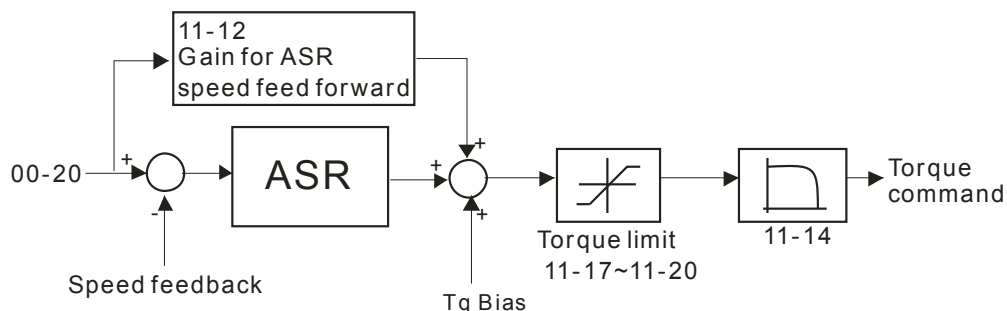 11-12
Gain for ASR
speed feed forward
+
00-20
+
ASR
+
-
+
Torque command
Torque limit
11-17~11-20
11-14
Speed feedback
Tq Bias